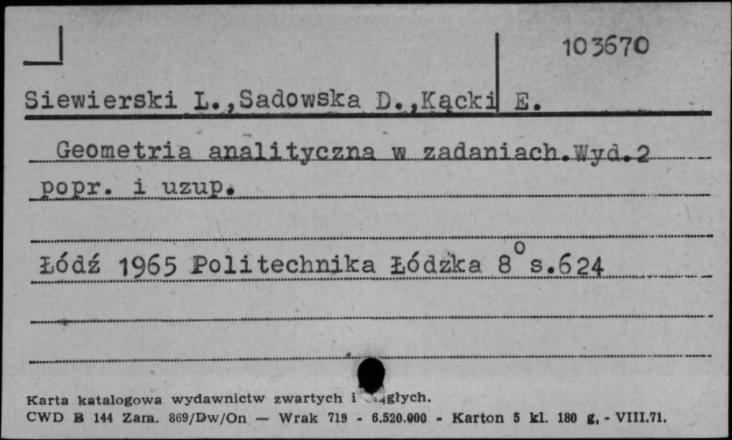 103670
Siewierski L.,Sadowska D.,Kącki E.
Geometria analityczna w zadaniach.Wyd.2
popr. i uzup.
Łódź 1965 Politechnika Łódzka 8° s.624
Karta katalogowa wydawnictw zwartych i
CWD B 144 Zam. 869/Dw/On — Wrak 719 - 6.520.000 - Karton 5 kl. 180 g. - VIII.71.